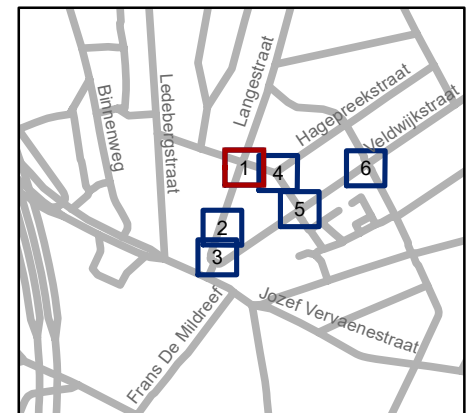 Langestraat
Hagepreekstraat
Ledebergstraat
Binnenweg
Veldwijkstraat
1
4
6
5
2
3
Jozef Vervaenestraat
Frans De Mildreef